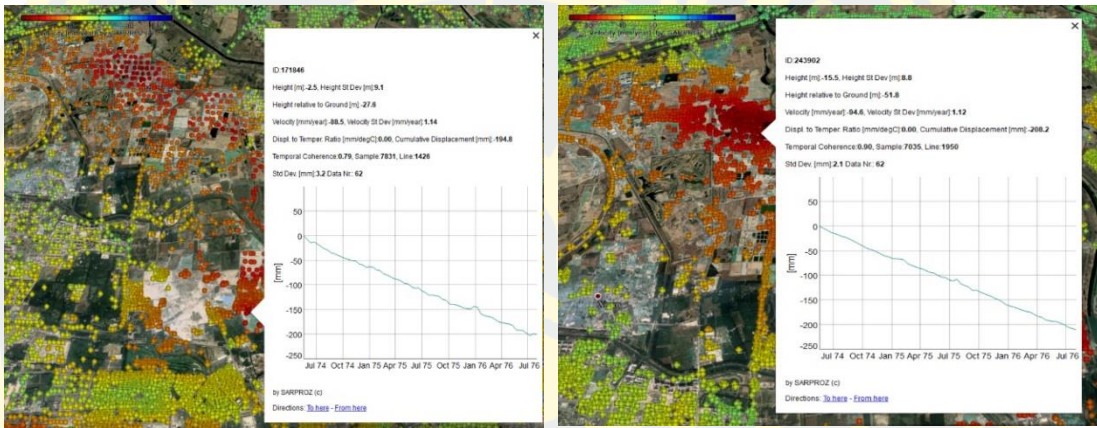 ID:171846
Height [m]:-2.5, Height St Dev [m]:9.1
Height relative to Ground [m]:-27.6
Velocity [mm/year]:-88.5, Velocity St Dev [mm/year]:1.14
Displ. to Temper. Ratio [mm/degC]:0.00, Cumulative Displacement [mm]:-194.8
Temporal Coherence:0.79, Sample:7831, Line:1426
Std Dev. [mm]:3.2 Data Nr.: 62
50
0
-50
-100
-150
-200
-250
[mm]
Jul 74 Oct 74 Jan 75 Apr 75 Jul 75 Oct 75 Jan 76 Apr 76 Jul 76
by SARPROZ (c)
Directions: To here - From here
Velocity [mm/year]
ID:243902
Height [m]:-15.5, Height St Dev [m]:8.8
Height relative to Ground [m]:-51.8
Velocity [mm/year]:-94.6, Velocity St Dev [mm/year]:1.12
Displ. to Temper. Ratio [mm/degC]:0.00, Cumulative Displacement [mm]:-208.2
Temporal Coherence:0.90, Sample:7035, Line:1950
Std Dev. [mm]:2.1 Data Nr.: 62
50
0
-50
-100
-150
-200
-250
[mm]
Jul 74 Oct 74 Jan 75 Apr 75 Jul 75 Oct 75 Jan 76 Apr 76 Jul 76
by SARPROZ (c)
Directions: To here - From here